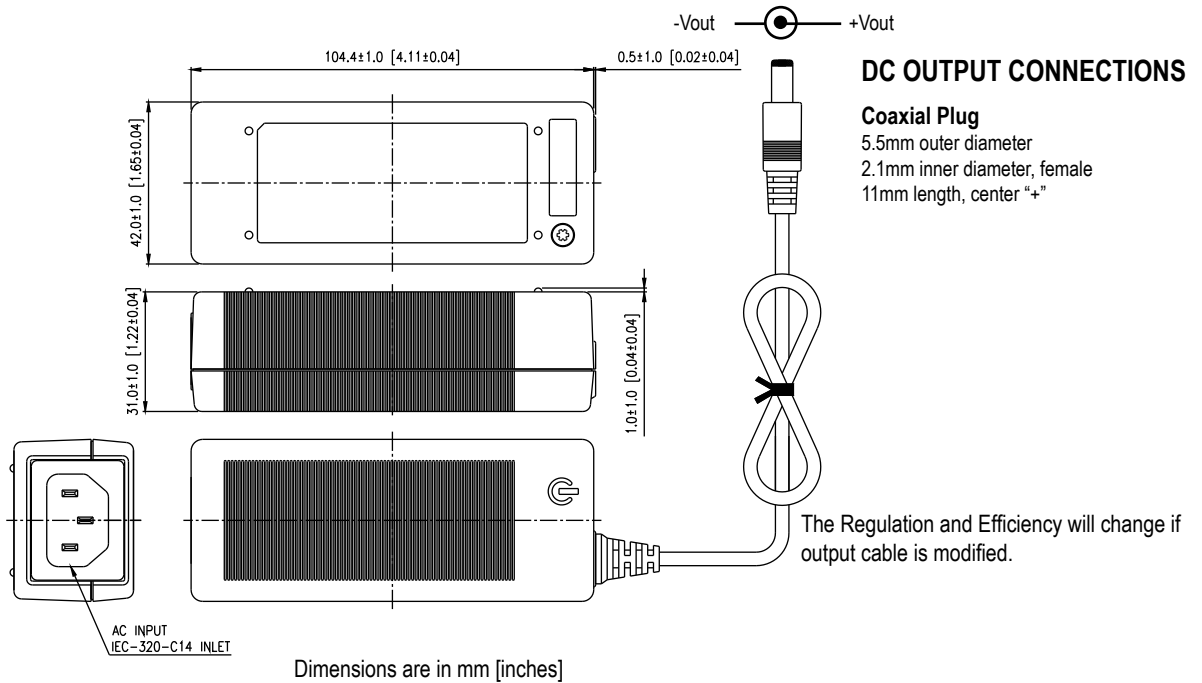 -Vout
+Vout
104.4±1.0 [4.11±0.04]
0.5±1.0 [0.02±0.04]
DC OUTPUT CONNECTIONS
Coaxial Plug
5.5mm outer diameter
2.1mm inner diameter, female
11mm length, center “+”
42.0±1.0 [1.65±0.04]
31.0±1.0 [1.22±0.04]
1.0±1.0 [0.04±0.04]
The Regulation and Efficiency will change if
output cable is modified.
AC INPUT
IEC-320-C14 INLET
Dimensions are in mm [inches]